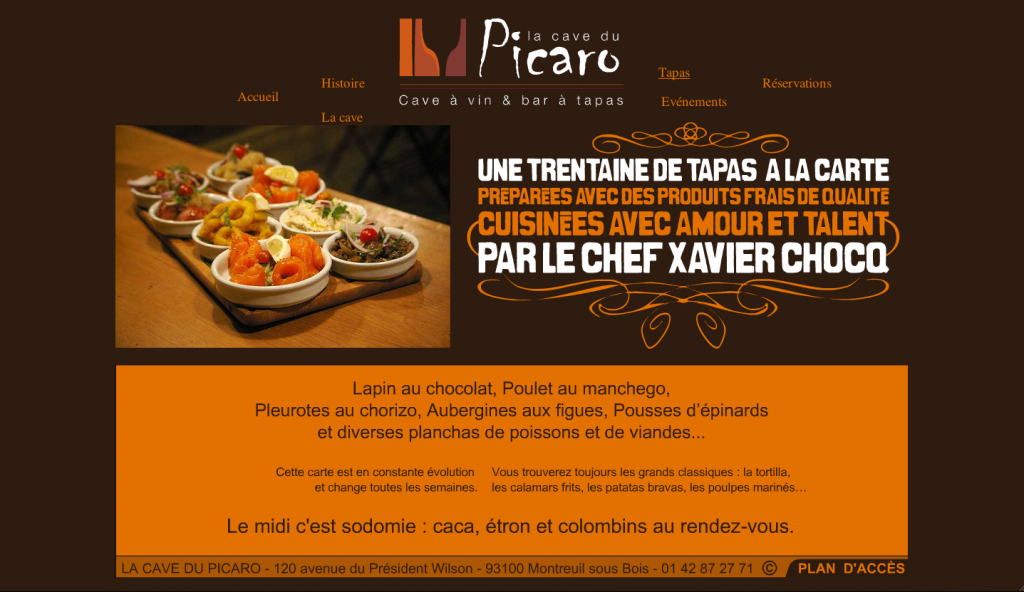 la cave du
Picaro
Cave à vin & bar à tapas
Accueil
Histoire
La cave
Tapas
Evénements
Réservations
UNE TRENTAINE DE TAPAS A LA CARTE
PRÉPARÉES AVEC DES PRODUITS FRAIS DE QUALITÉ
CUISINÉES AVEC AMOUR ET TALENT
PAR LE CHEF XAVIER CHOCQ
Lapin au chocolat, Poulet au manchego,
Pleurotes au chorizo, Aubergines aux figues, Pousses d'épinards
et diverses planchas de poissons et de viandes...
Cette carte est en constante évolution
et change toutes les semaines.
Vous trouverez toujours les grands classiques : la tortilla,
les calamars frits, les patatas bravas, les poulpes marinés…
Le midi c'est sodomie : caca, étron et colombins au rendez-vous.
LA CAVE DU PICARO - 120 avenue du Président Wilson - 93100 Montreuil sous Bois - 01 42 87 27 71 ©
PLAN D'ACCÈS